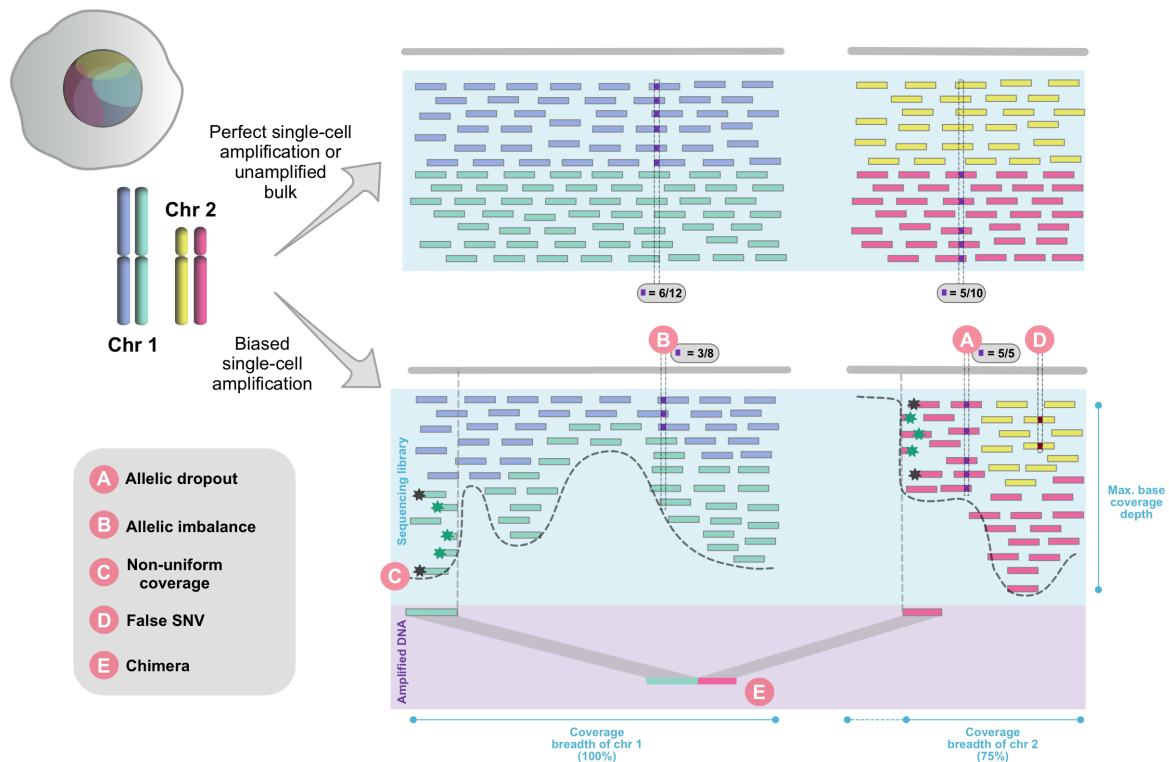 Perfect single-cell
amplification or
unamplified
bulk
Chr 2
Chr 1
Biased
single-cell
amplification
= 6/12
= 5/10
B
= 3/8
A
= 5/5
D
Sequencing library
Max. base
coverage
depth
C
Amplified DNA
E
A Allelic dropout
B Allelic imbalance
C Non-uniform
coverage
D False SNV
E Chimera
Coverage
breadth of chr 1
(100%)
Coverage
breadth of chr 2
(75%)